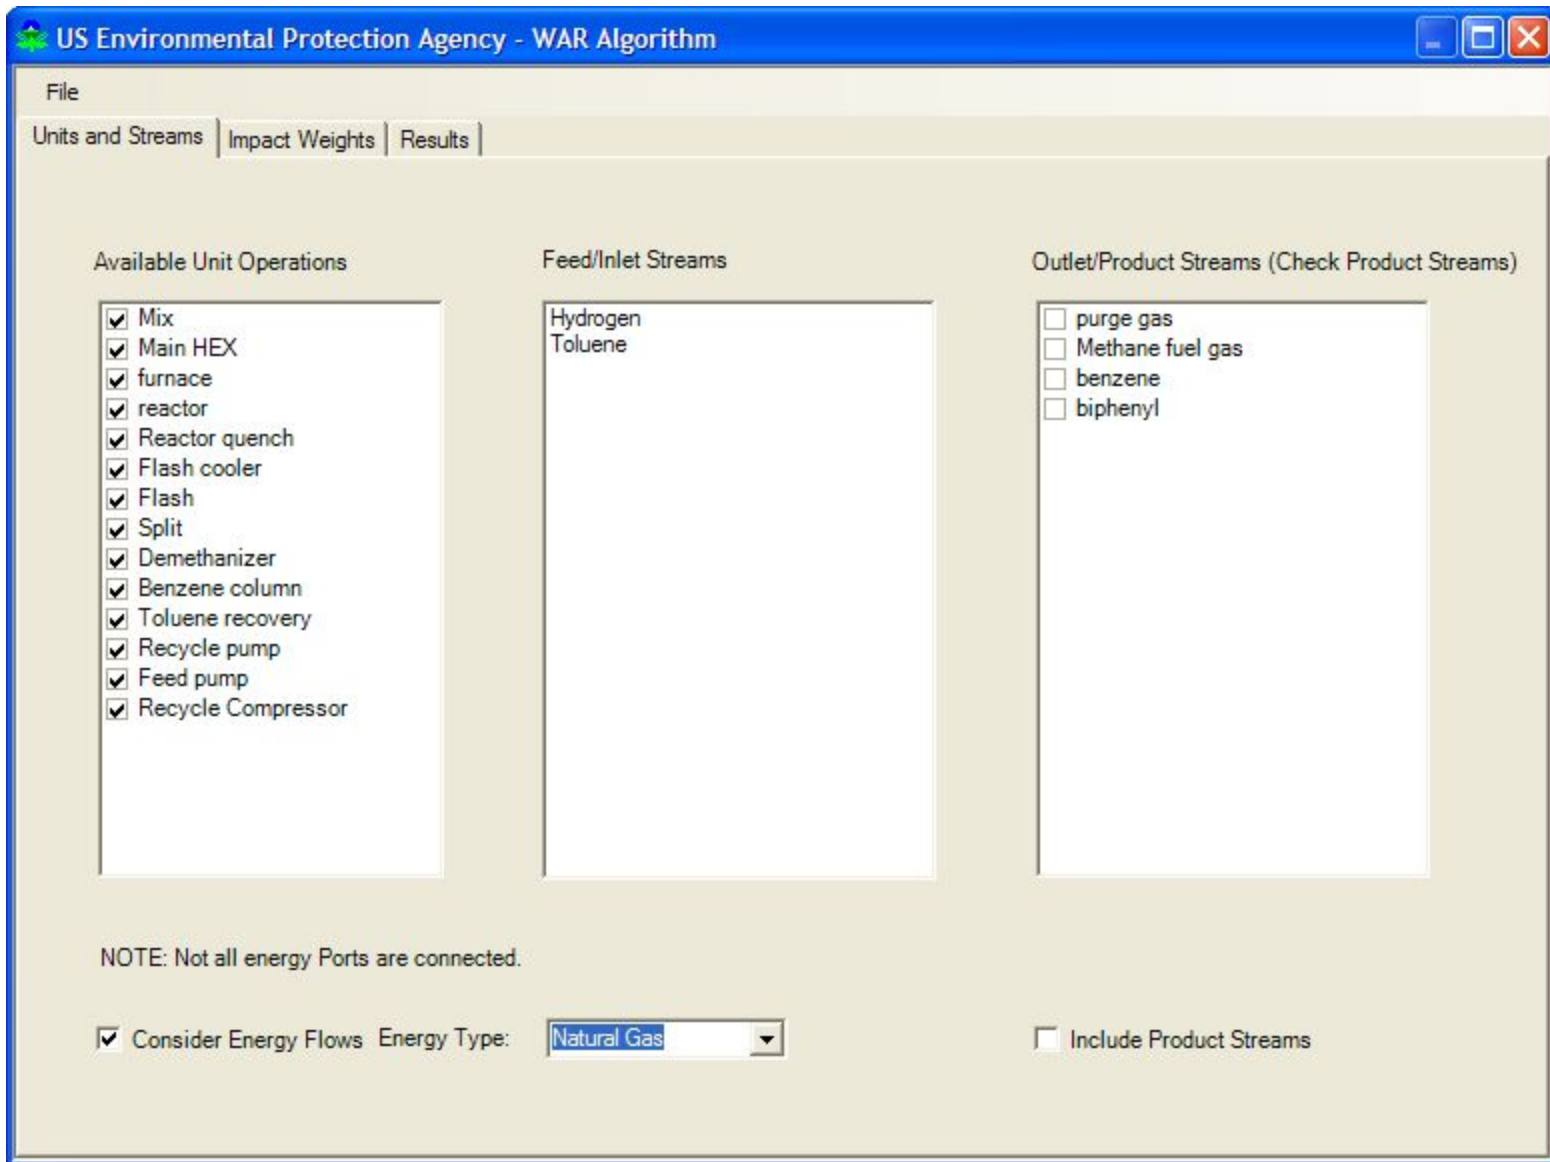 US Environmental Protection Agency - WAR Algorithm
File
Units and Streams Impact Weights Results
Available Unit Operations
Mix
Main HEX
furnace
reactor
Reactor quench
Flash cooler
Flash
Split
Demethanizer
Benzene column
Toluene recovery
Recycle pump
Feed pump
Recycle Compressor
Feed/Inlet Streams
Hydrogen
Toluene
Outlet/Product Streams (Check Product Streams)
purge gas
Methane fuel gas
benzene
biphenyl
NOTE: Not all energy Ports are connected.
Consider Energy Flows Energy Type: Natural Gas
Include Product Streams